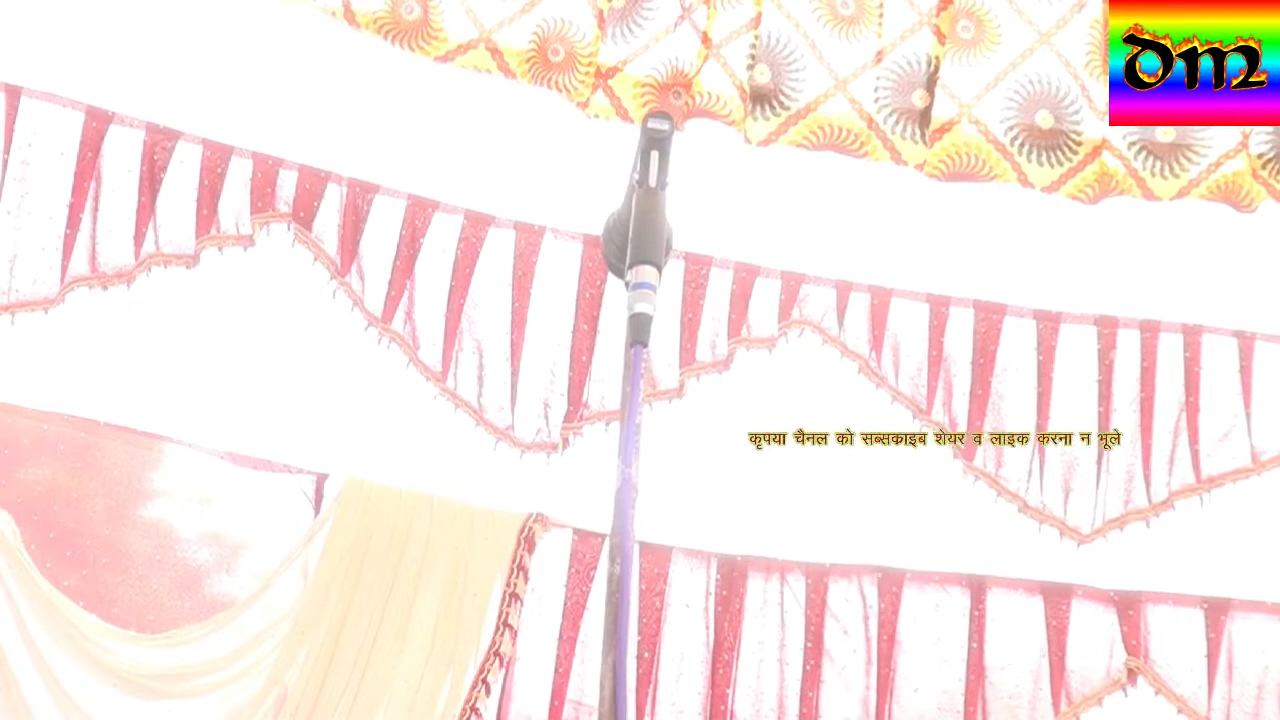 dm
कृपया चैनल को सब्सक्राइब शेयर व लाइक करना न भूले